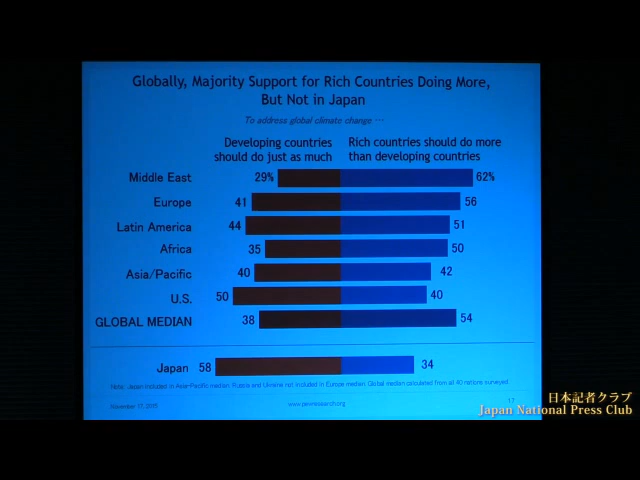 Globally, Majority Support for Rich Countries Doing More,
But Not in Japan
To address global climate change —
Developing countries
should do just as much
Rich countries should do more
than developing countries
Middle East 29% 62%
Europe 41 56
Latin America 44 51
Africa 35 50
Asia/Pacific 40 42
U.S. 50 40
GLOBAL MEDIAN 38 54
Japan 58 34
Note: Japan included in Asia-Pacific median; Russia and Ukraine not included in Europe median. Global median calculated from all 40 nations surveyed.
November 17, 2015
www.pewresearch.org
17
日本記者クラブ
Japan National Press Club